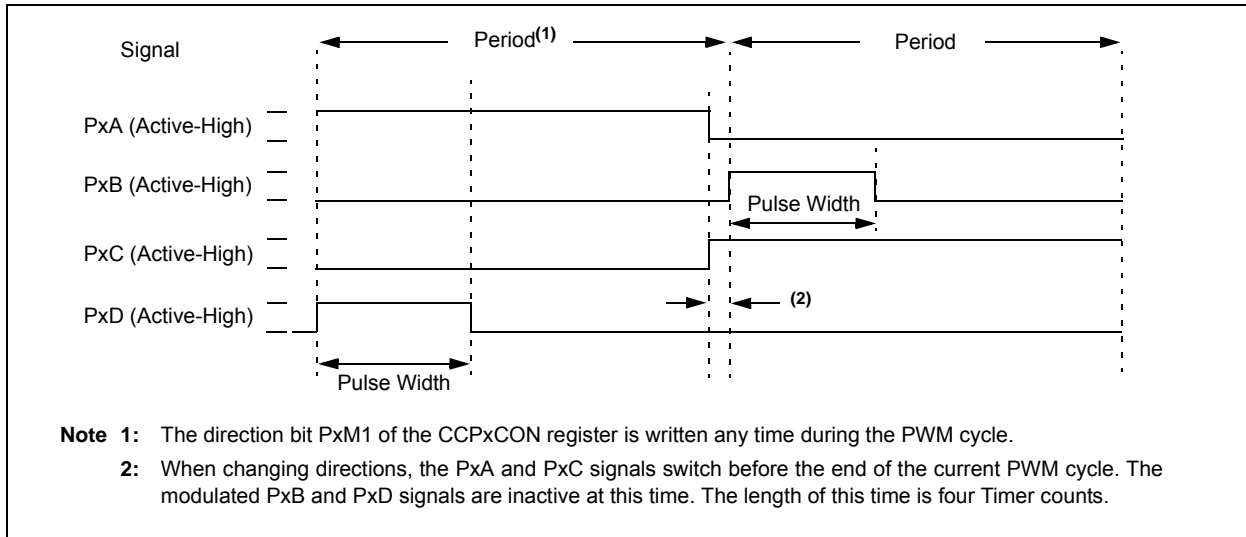 Signal
Period(1)
Period
PxA (Active-High)
PxB (Active-High)
Pulse Width
PxC (Active-High)
(2)
PxD (Active-High)
Pulse Width
Note 1: The direction bit PxM1 of the CCPxCON register is written any time during the PWM cycle.
2: When changing directions, the PxA and PxC signals switch before the end of the current PWM cycle. The
modulated PxB and PxD signals are inactive at this time. The length of this time is four Timer counts.